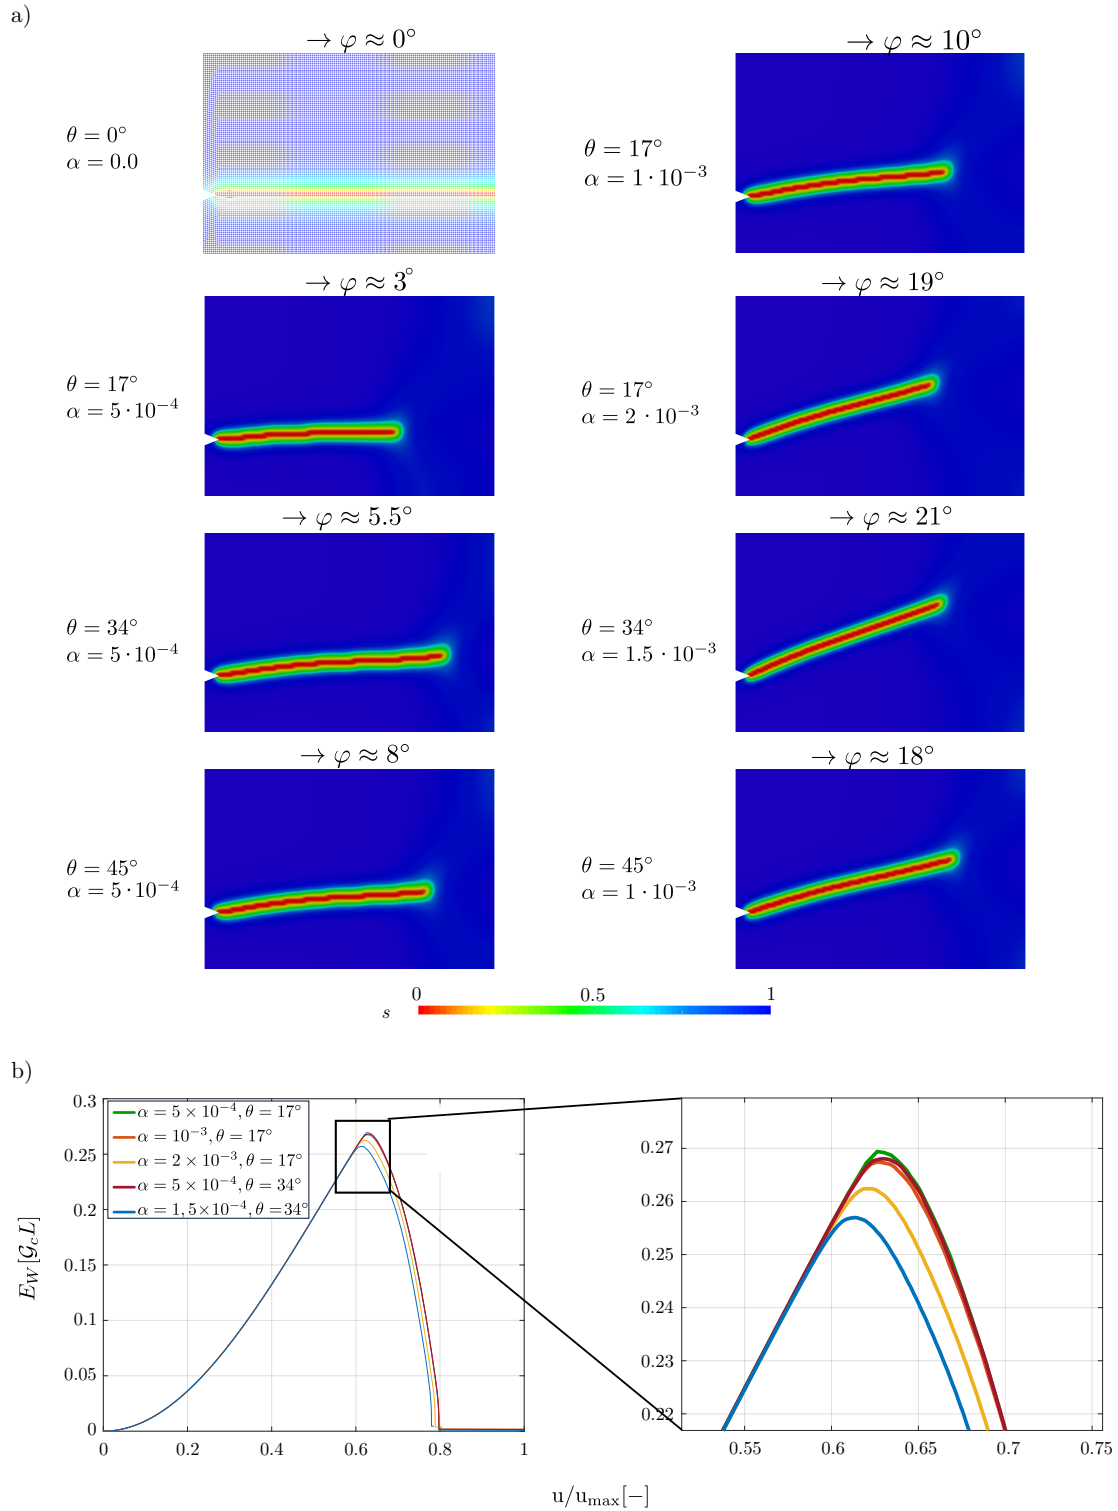 a)
→ φ ≈ 0°
θ = 0°
α = 0.0
→ φ ≈ 10°
θ = 17°
α = 1 · 10⁻³
→ φ ≈ 3°
θ = 17°
α = 5 · 10⁻⁴
→ φ ≈ 19°
θ = 17°
α = 2 · 10⁻³
→ φ ≈ 5.5°
θ = 34°
α = 5 · 10⁻⁴
→ φ ≈ 21°
θ = 34°
α = 1.5 · 10⁻³
→ φ ≈ 8°
θ = 45°
α = 5 · 10⁻⁴
→ φ ≈ 18°
θ = 45°
α = 1 · 10⁻³
s 0 0.5 1
b)
E_W [𝒢_c L]
0.3
0.25
0.2
0.15
0.1
0.05
0
0 0.2 0.4 0.6 0.8 1
α = 5 × 10⁻⁴, θ = 17°
α = 10⁻³, θ = 17°
α = 2 × 10⁻³, θ = 17°
α = 5 × 10⁻⁴, θ = 34°
α = 1,5×10⁻⁴, θ = 34°
0.27
0.26
0.25
0.24
0.23
0.22
0.55 0.6 0.65 0.7 0.75
u/u_max[−]